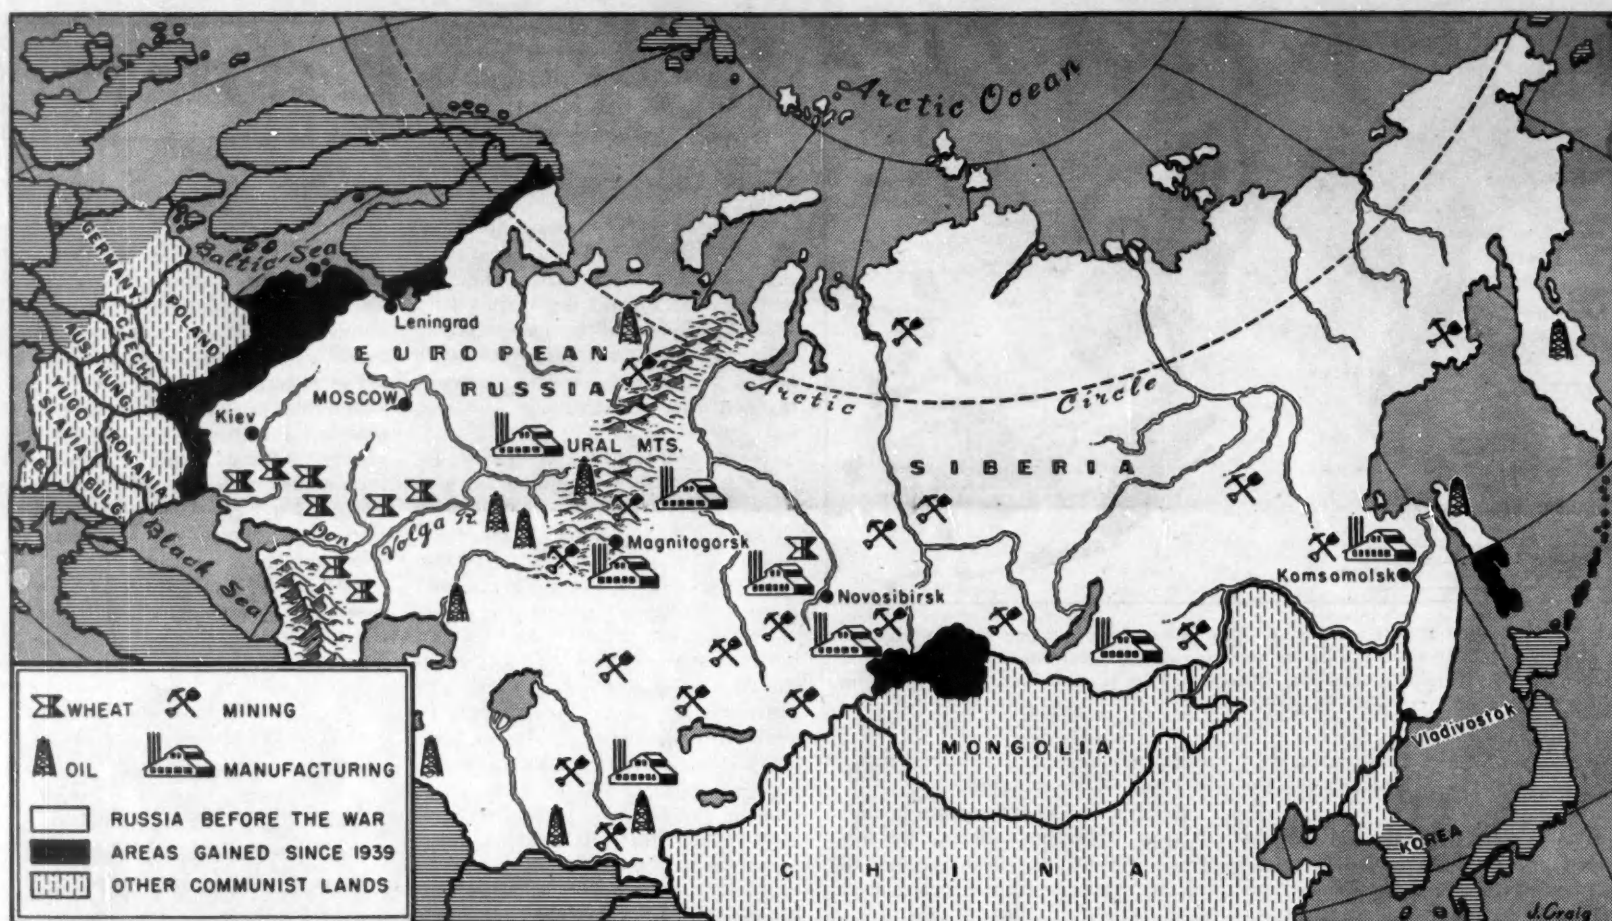 Arctic Ocean
Baltic Sea
GERMANY
POLAND
CZECH.
AUS.
HUNG.
YUGO
SLAVIA
ROMANIA
BULG.
ALB.
Leningrad
EUROPEAN
RUSSIA
MOSCOW
Kiev
Arctic Circle
URAL MTS.
SIBERIA
Don
Volga R.
Black Sea
Magnitogorsk
Novosibirsk
Komsomolsk
Vladivostok
MONGOLIA
CHINA
KOREA
WHEAT
MINING
OIL
MANUFACTURING
RUSSIA BEFORE THE WAR
AREAS GAINED SINCE 1939
OTHER COMMUNIST LANDS
J. Craig